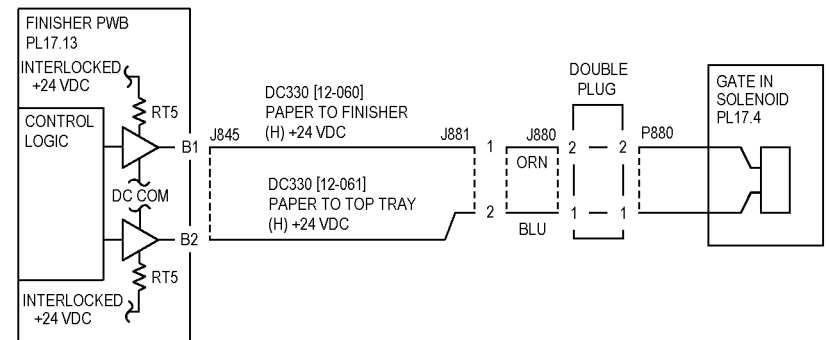 FINISHER PWB
PL17.13
INTERLOCKED
+24 VDC
RT5
CONTROL
LOGIC
B1
J845
DC330 [12-060]
PAPER TO FINISHER
(H) +24 VDC
J881
1
J880
ORN
DOUBLE
PLUG
2 2 2
P880
GATE IN
SOLENOID
PL17.4
DC COM
DC330 [12-061]
PAPER TO TOP TRAY
(H) +24 VDC
2
BLU
1 1 1
B2
RT5
INTERLOCKED
+24 VDC